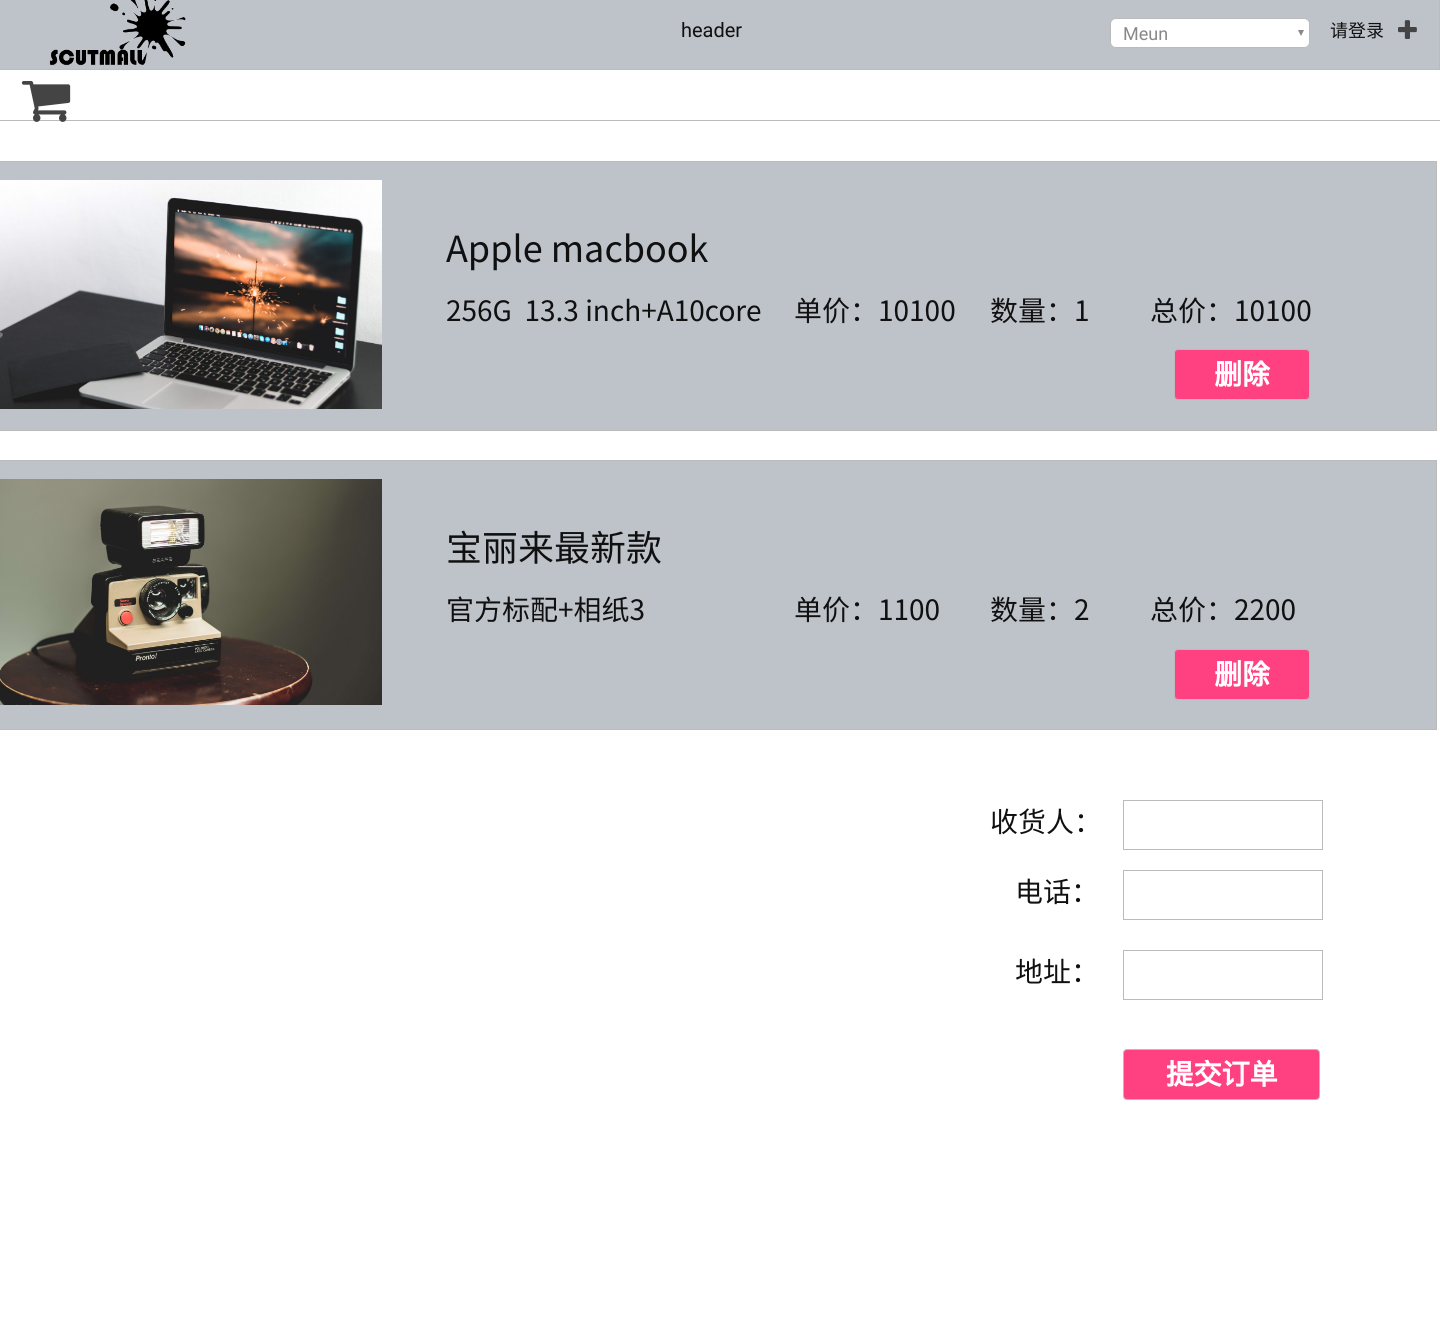 SCUTMALL
header
Meun
请登录
Apple macbook
256G 13.3 inch+A10core 单价：10100 数量：1 总价：10100
删除
宝丽来最新款
官方标配+相纸3 单价：1100 数量：2 总价：2200
删除
Pronto!
收货人：
电话：
地址：
提交订单